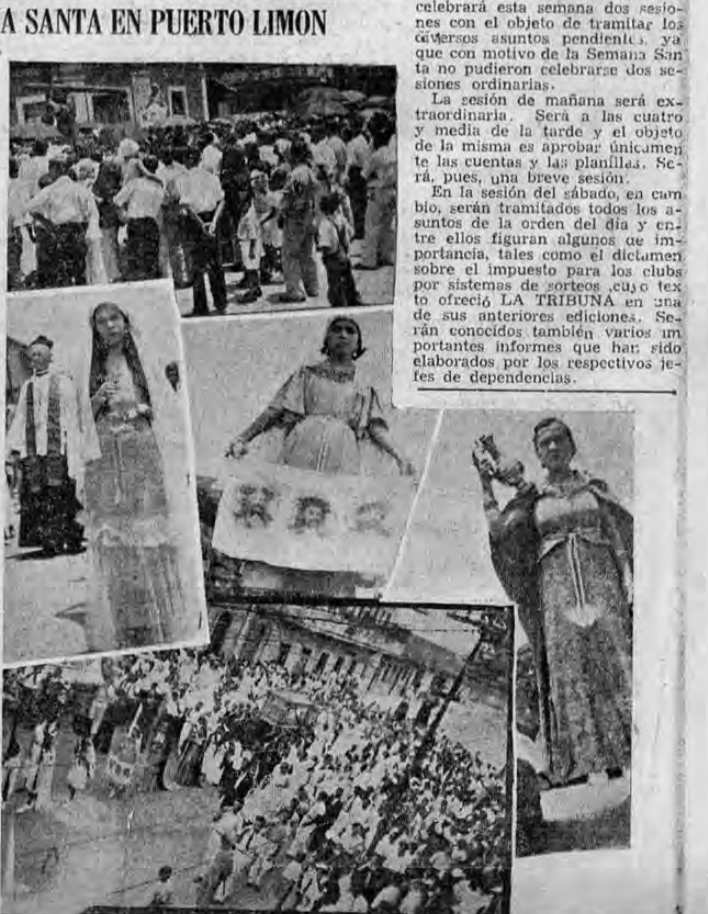 A SANTA EN PUERTO LIMON
celebrará esta semana dos sesio-
nes con el objeto de tramitar los
diversos asuntos pendientes, ya
que con motivo de la Semana San
ta no pudieron celebrarse dos se-
siones ordinarias.
La sesión de mañana será ex-
traordinaria. Será a las cuatro
y media de la tarde y el objeto
de la misma es aprobar únicamen
te las cuentas y las planillas. Se-
rá, pues, una breve sesión.
En la sesión del sábado, en cam
bio, serán tramitados todos los a-
suntos de la orden del día y en-
tre ellos figuran algunos de im-
portancia, tales como el dictamen
sobre el impuesto para los clubs
por sistemas de sorteos ,cuyo tex
to ofreció LA TRIBUNA en una
de sus anteriores ediciones. Se-
rán conocidos también varios im
portantes informes que han sido
elaborados por los respectivos je-
fes de dependencias.